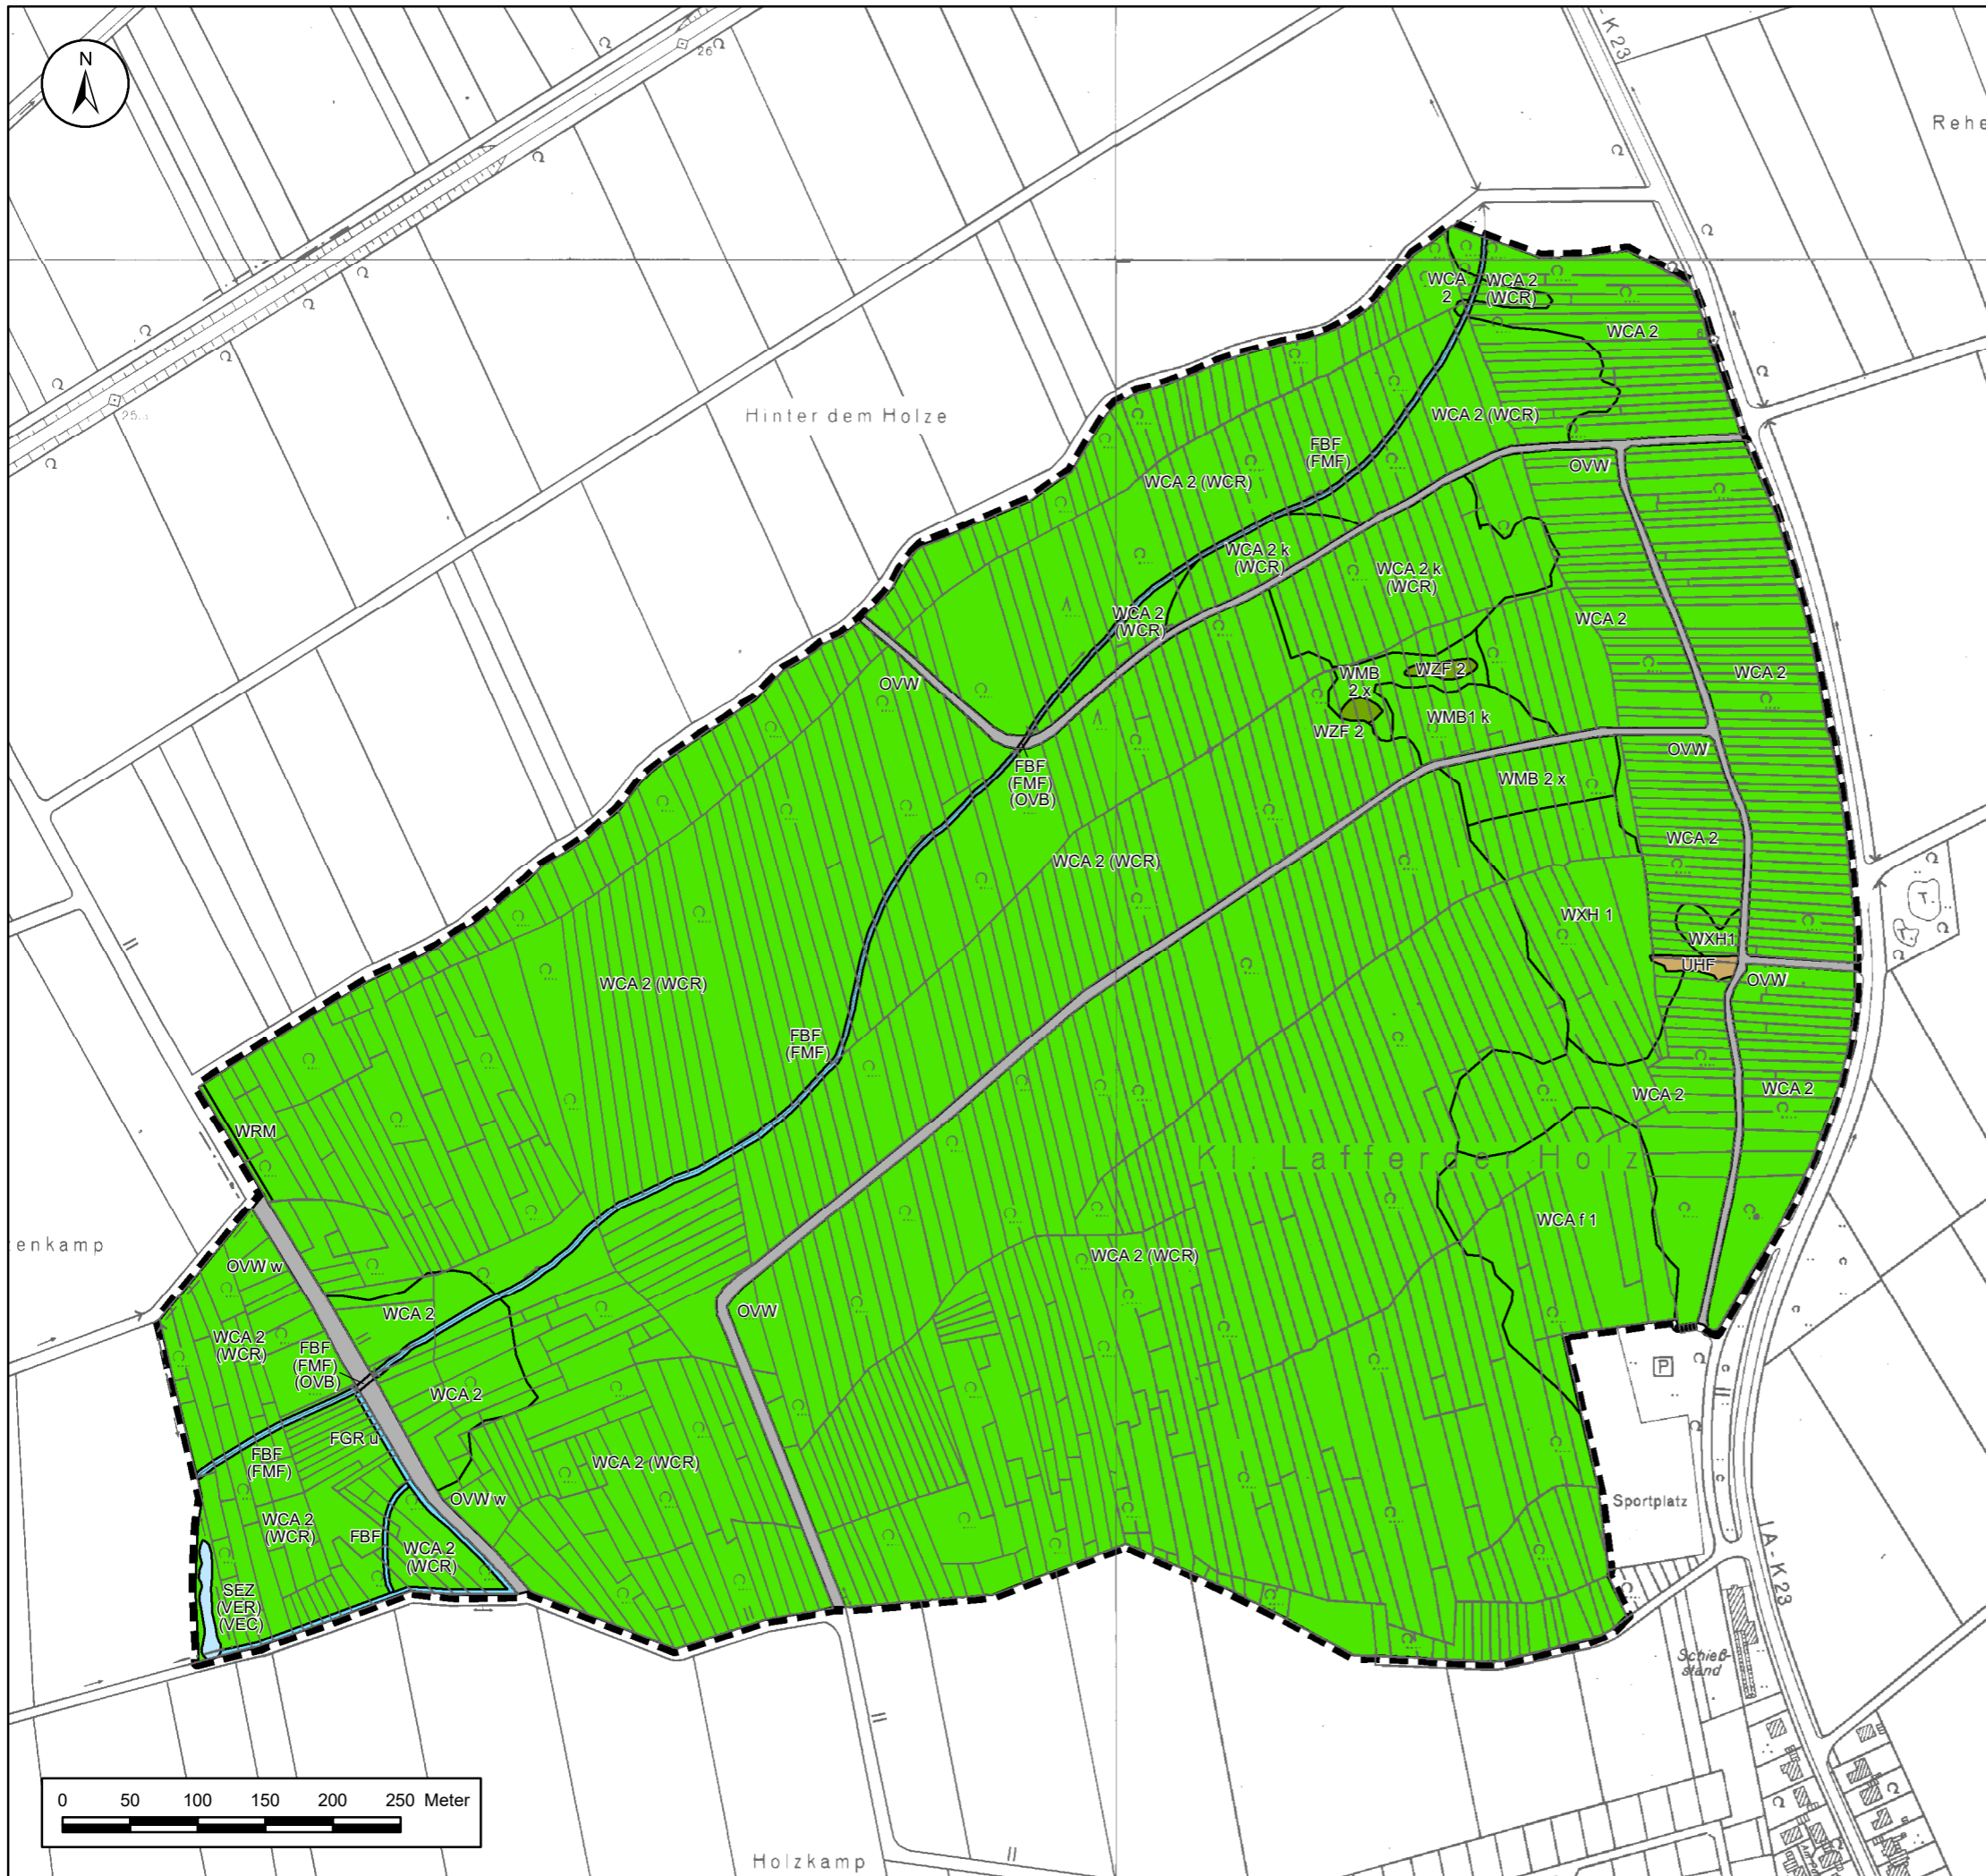 N
26
K 23
Rehe
25
Hinter dem Holze
WCA
2
WCA 2
(WCR)
WCA 2
WCA 2 (WCR)
FBF
(FMF)
OVW
WCA 2 (WCR)
WCA 2 k
(WCR)
WCA 2 k
(WCR)
WCA 2
(WCR)
WCA 2
WCA 2
OVW
WMB
2 x
WZF 2
WZF 2
WMB1 k
OVW
FBF
(FMF)
(OVB)
WMB 2 x
WCA 2
WCA 2 (WCR)
WXH 1
WXH1
UHF
OVW
WCA 2 (WCR)
FBF
(FMF)
WCA 2
WCA 2
WRM
Kl. Lafferder Holz
WCA f 1
enkamp
OVW w
WCA 2 (WCR)
WCA 2
OVW
WCA 2
(WCR)
FBF
(FMF)
(OVB)
WCA 2
P
FGR u
FBF
(FMF)
WCA 2 (WCR)
OVW w
Sportplatz
WCA 2
(WCR)
FBF
WCA 2
(WCR)
IA-K 23
SEZ
(VER)
(VEC)
Schieß-
stand
0 50 100 150 200 250 Meter
Holzkamp